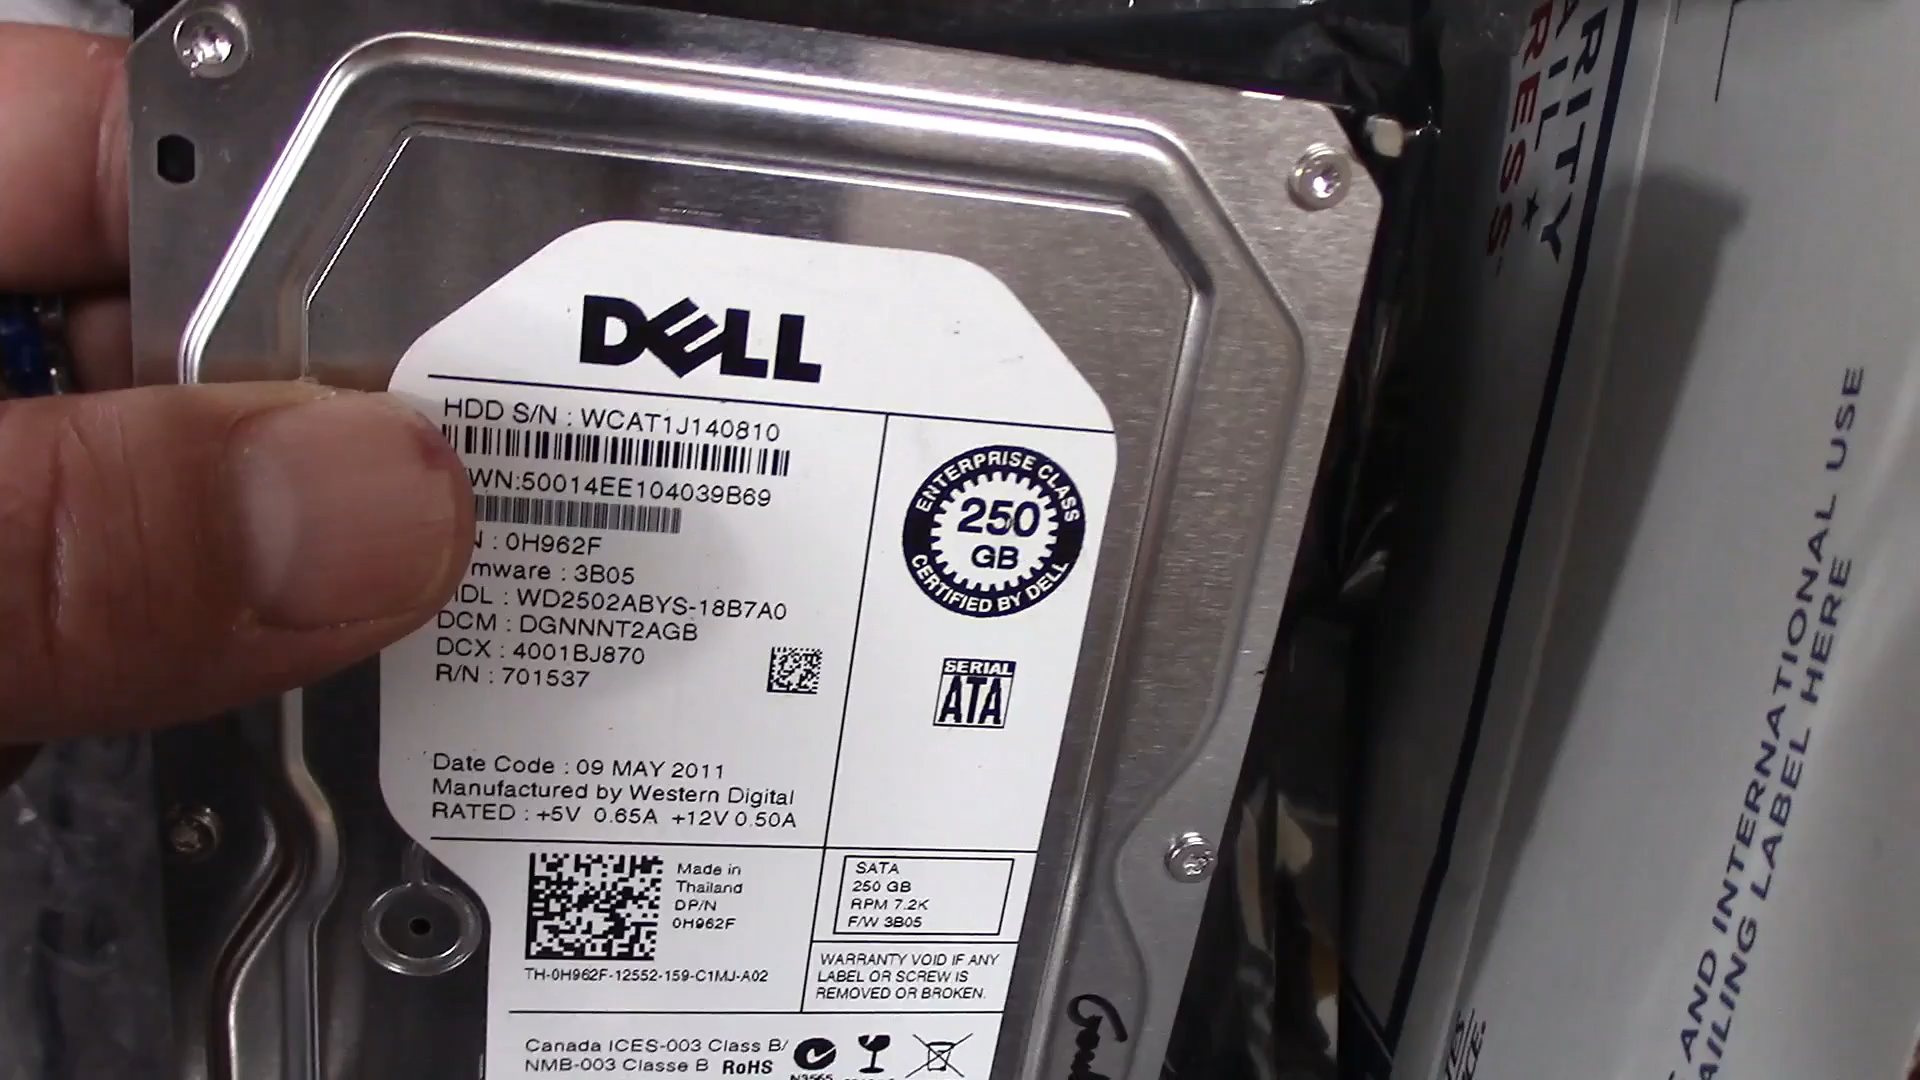 DELL
HDD S/N : WCAT1J140810
WN:50014EE104039B69
N : 0H962F
mware : 3B05
MDL : WD2502ABYS-18B7A0
DCM : DGNNNT2AGB
DCX : 4001BJ870
R/N : 701537
Date Code : 09 MAY 2011
Manufactured by Western Digital
RATED : +5V 0.65A +12V 0.50A
ENTERPRISE CLASS
250
GB
CERTIFIED BY DELL
SERIAL
ATA
Made in
Thailand
DP/N
0H962F
TH-0H962F-12552-159-C1MJ-A02
SATA
250 GB
RPM 7.2K
F/W 3B05
WARRANTY VOID IF ANY
LABEL OR SCREW IS
REMOVED OR BROKEN.
Canada ICES-003 Class B/
NMB-003 Classe B RoHS
RITY
AIL
RESS
AND INTERNATIONAL USE
AILING LABEL HERE